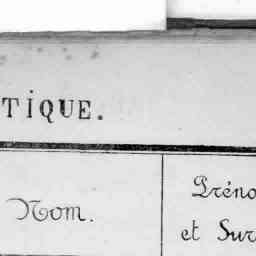 TIQUE.
Nom.
Préno
et Sur